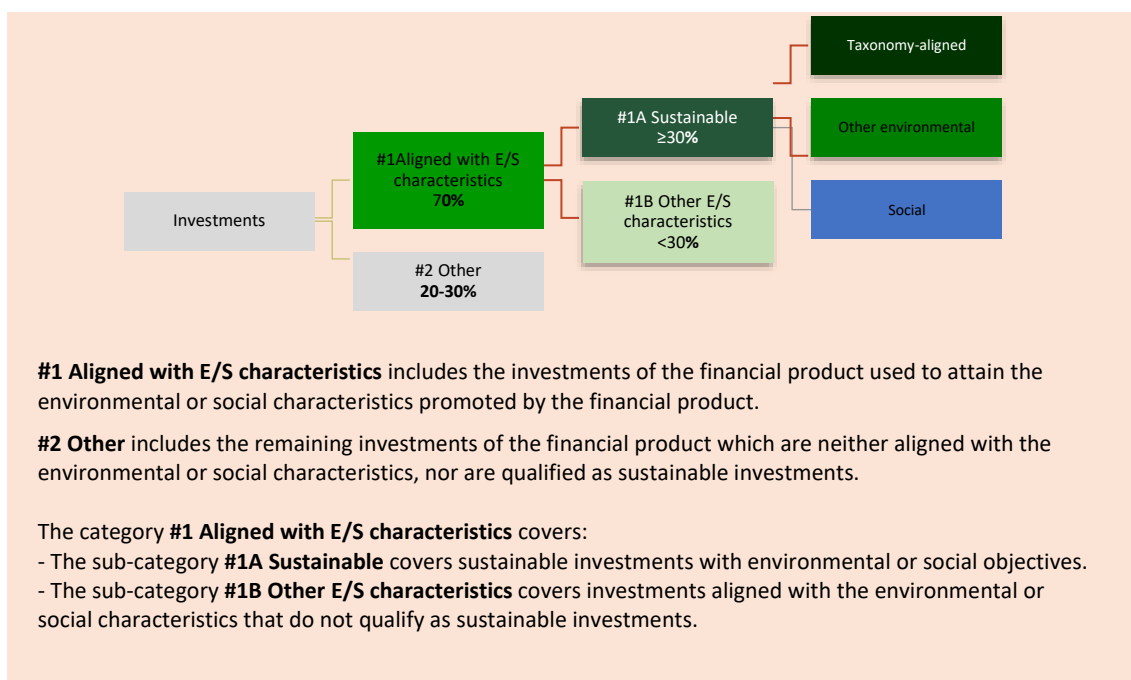 Taxonomy-aligned
#1A Sustainable
≥30%
Other environmental
#1Aligned with E/S
characteristics
70%
#1B Other E/S
characteristics
<30%
Social
Investments
#2 Other
20-30%
#1 Aligned with E/S characteristics includes the investments of the financial product used to attain the
environmental or social characteristics promoted by the financial product.
#2 Other includes the remaining investments of the financial product which are neither aligned with the
environmental or social characteristics, nor are qualified as sustainable investments.
The category #1 Aligned with E/S characteristics covers:
- The sub-category #1A Sustainable covers sustainable investments with environmental or social objectives.
- The sub-category #1B Other E/S characteristics covers investments aligned with the environmental or
social characteristics that do not qualify as sustainable investments.